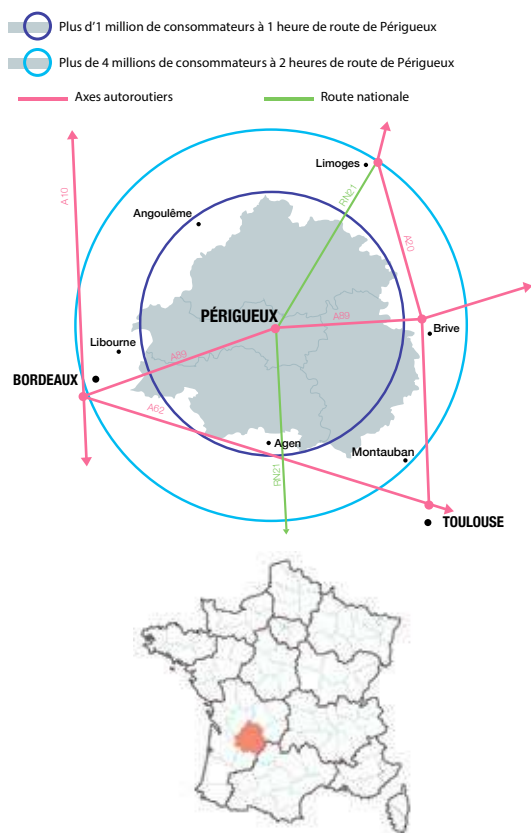 Plus d'1 million de consommateurs à 1 heure de route de Périgueux
Plus de 4 millions de consommateurs à 2 heures de route de Périgueux
Axes autoroutiers
Route nationale
Limoges
A10
RN21
Angoulême
A20
PÉRIGUEUX
A89
Brive
Libourne
A89
BORDEAUX
A62
Agen
Montauban
RN21
TOULOUSE